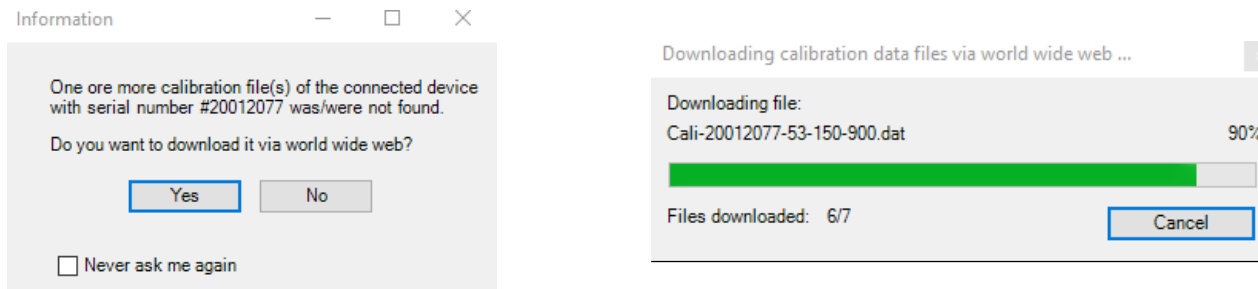 Information
One ore more calibration file(s) of the connected device
with serial number #20012077 was/were not found.
Do you want to download it via world wide web?
Yes No
Never ask me again
Downloading calibration data files via world wide web ...
Downloading file:
Cali-20012077-53-150-900.dat 90%
Files downloaded: 6/7
Cancel